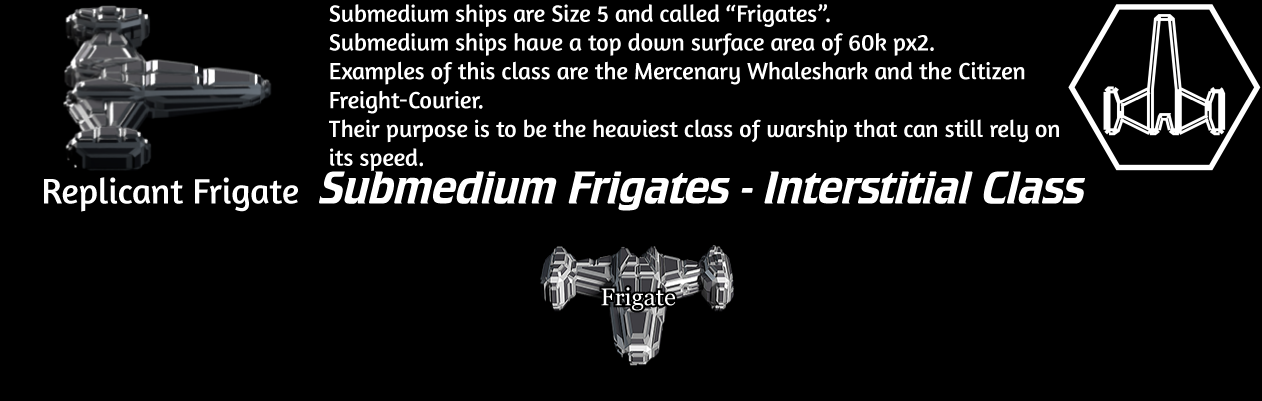 Submedium ships are Size 5 and called “Frigates”.
Submedium ships have a top down surface area of 60k px2.
Examples of this class are the Mercenary Whaleshark and the Citizen
Freight-Courier.
Their purpose is to be the heaviest class of warship that can still rely on
its speed.
Replicant Frigate
Submedium Frigates - Interstitial Class
Frigate